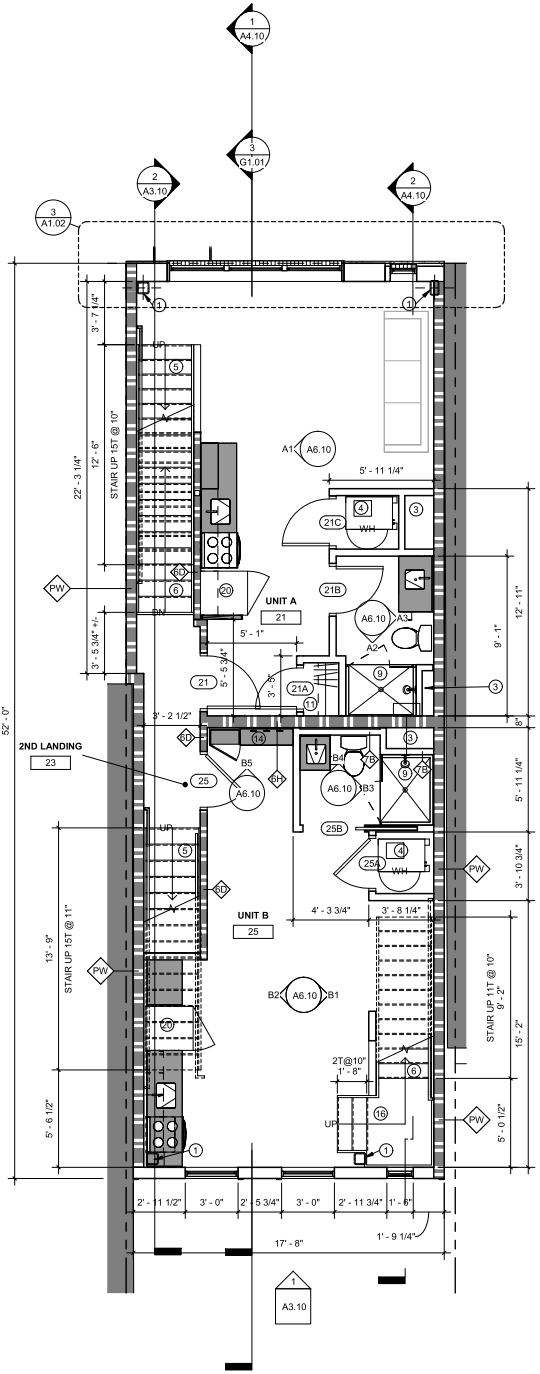 1
A4.10
3
G1.01
2
A3.10
2
A4.10
3
A1.02
1
1
3' - 7 1/4"
UP
5
A1
A6.10
5' - 11 1/4"
STAIR UP 15T @ 10"
12' - 6"
22' - 3 1/4"
21C
4
WH
3
6D
20
6
PW
DN
UNIT A
21
21B
A6.10
A3
A2
9' - 1"
12' - 11"
3' - 5 3/4" +/-
5' - 1"
5' - 5 3/4"
3' - 5"
21
21A
11
9
3
52' - 0"
3' - 2 1/2"
8"
6D
14
3
2ND LANDING
23
25
B5
A6.10
6H
B4
7B
A6.10
B3
9
7B
5' - 11 1/4"
UP
5
25B
4
25A
WH
3' - 10 3/4"
PW
6D
UNIT B
25
4' - 3 3/4"
3' - 8 1/4"
13' - 9"
STAIR UP 15T @ 11"
PW
B2
A6.10
B1
STAIR UP 11T @ 10"
9' - 2"
15' - 2"
20
2T@10"
1' - 8"
6
16
UP
PW
5' - 6 1/2"
5' - 0 1/2"
1
1
2' - 11 1/2"
3' - 0"
2' - 5 3/4"
3' - 0"
2' - 11 3/4"
1' - 6"
17' - 8"
1' - 9 1/4"
1
A3.10